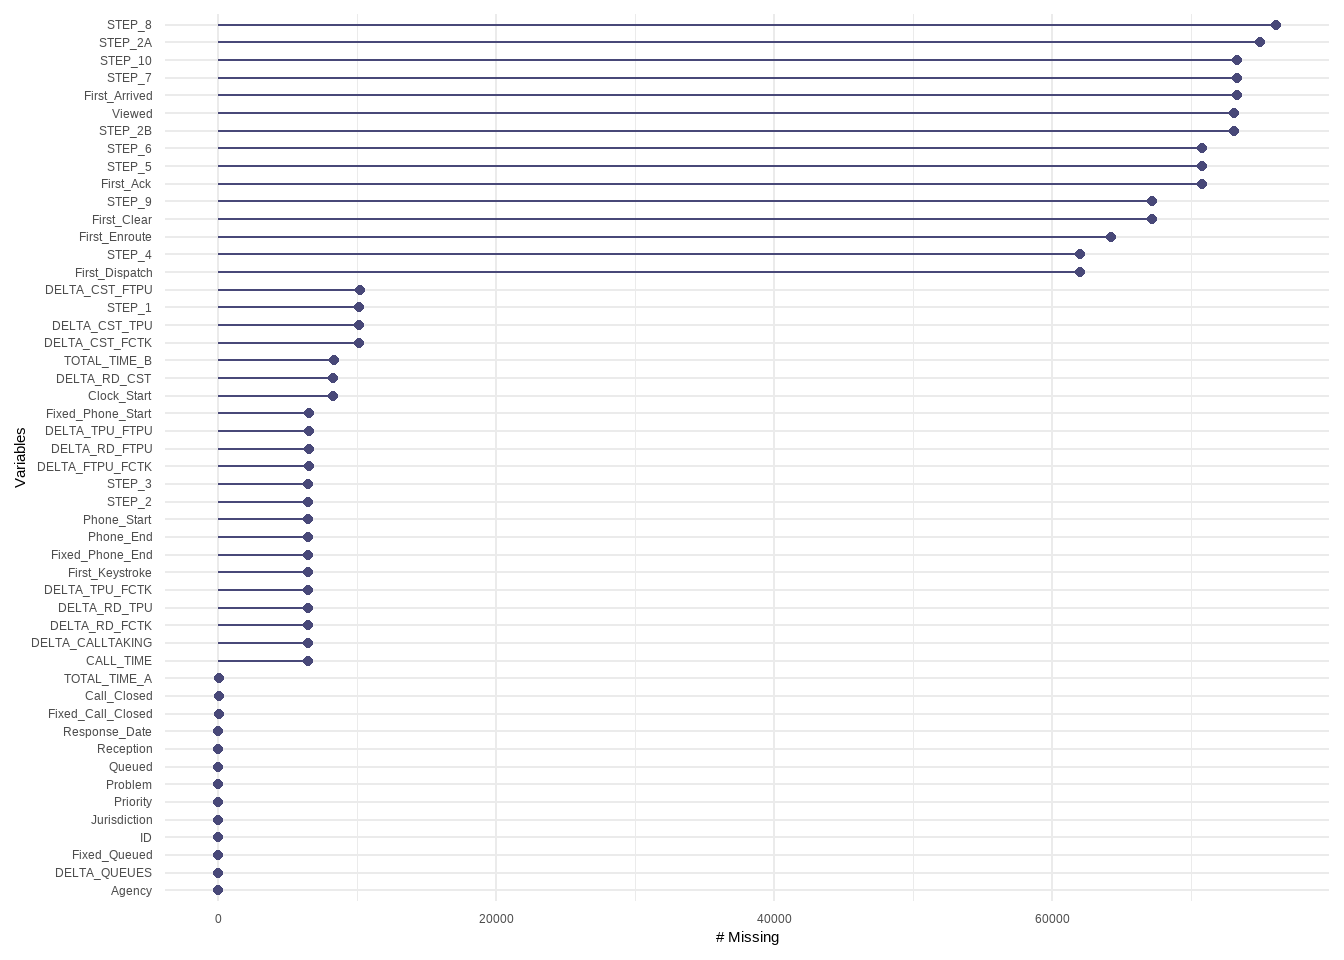 STEP_8
STEP_2A
STEP_10
STEP_7
First_Arrived
Viewed
STEP_2B
STEP_6
STEP_5
First_Ack
STEP_9
First_Clear
First_Enroute
STEP_4
First_Dispatch
DELTA_CST_FTPU
STEP_1
DELTA_CST_TPU
DELTA_CST_FCTK
TOTAL_TIME_B
DELTA_RD_CST
Clock_Start
Fixed_Phone_Start
DELTA_TPU_FTPU
DELTA_RD_FTPU
DELTA_FTPU_FCTK
STEP_3
STEP_2
Phone_Start
Phone_End
Fixed_Phone_End
First_Keystroke
DELTA_TPU_FCTK
DELTA_RD_TPU
DELTA_RD_FCTK
DELTA_CALLTAKING
CALL_TIME
TOTAL_TIME_A
Call_Closed
Fixed_Call_Closed
Response_Date
Reception
Queued
Problem
Priority
Jurisdiction
ID
Fixed_Queued
DELTA_QUEUES
Agency
Variables
0 20000 40000 60000
# Missing